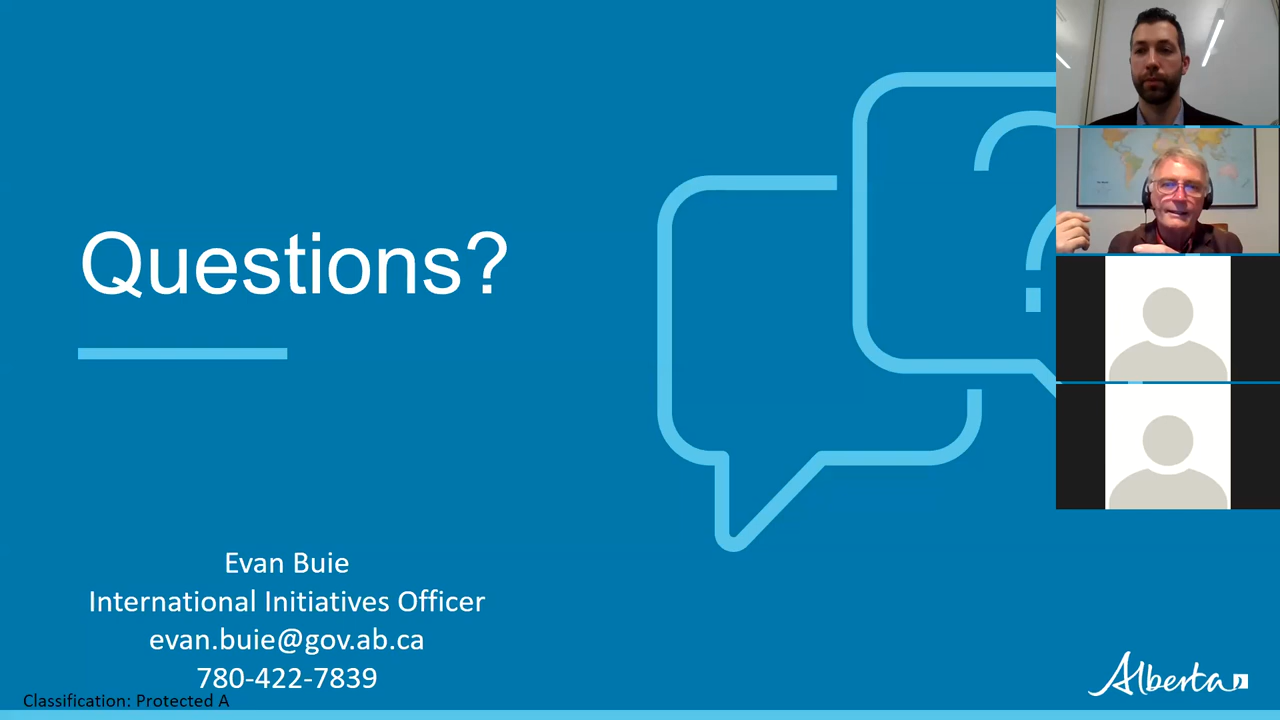 Questions?
Evan Buie
International Initiatives Officer
evan.buie@gov.ab.ca
780-422-7839
Classification: Protected A
Alberta